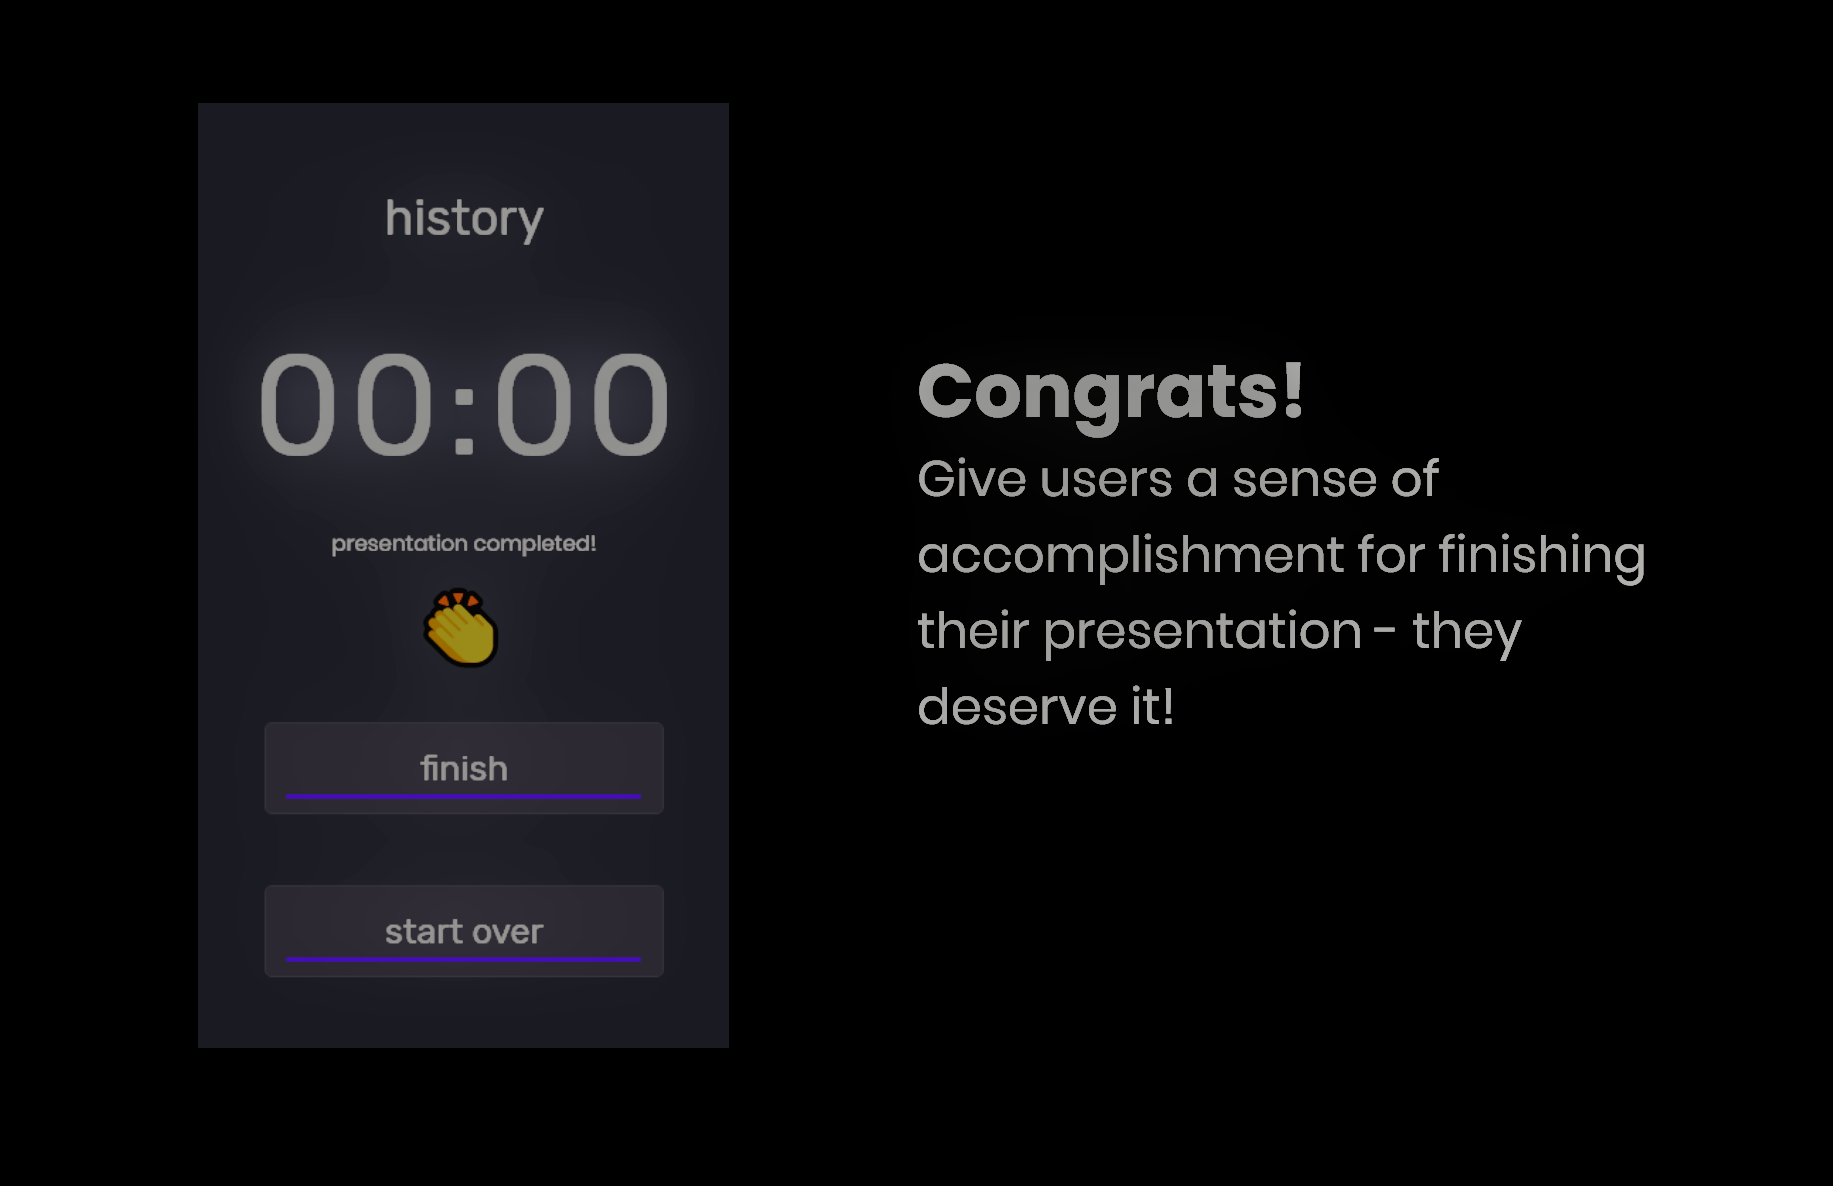 history
00:00
presentation completed!
finish
start over
Congrats!
Give users a sense of
accomplishment for finishing
their presentation - they
deserve it!